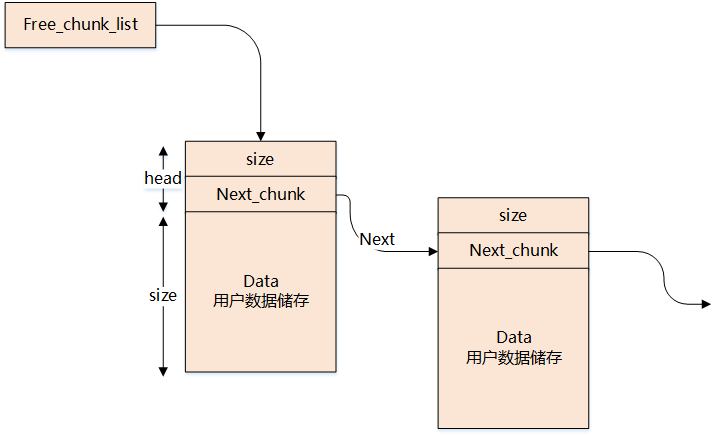 Free_chunk_list
size
head
Next_chunk
Next
size
Data
用户数据储存
size
Next_chunk
Data
用户数据储存